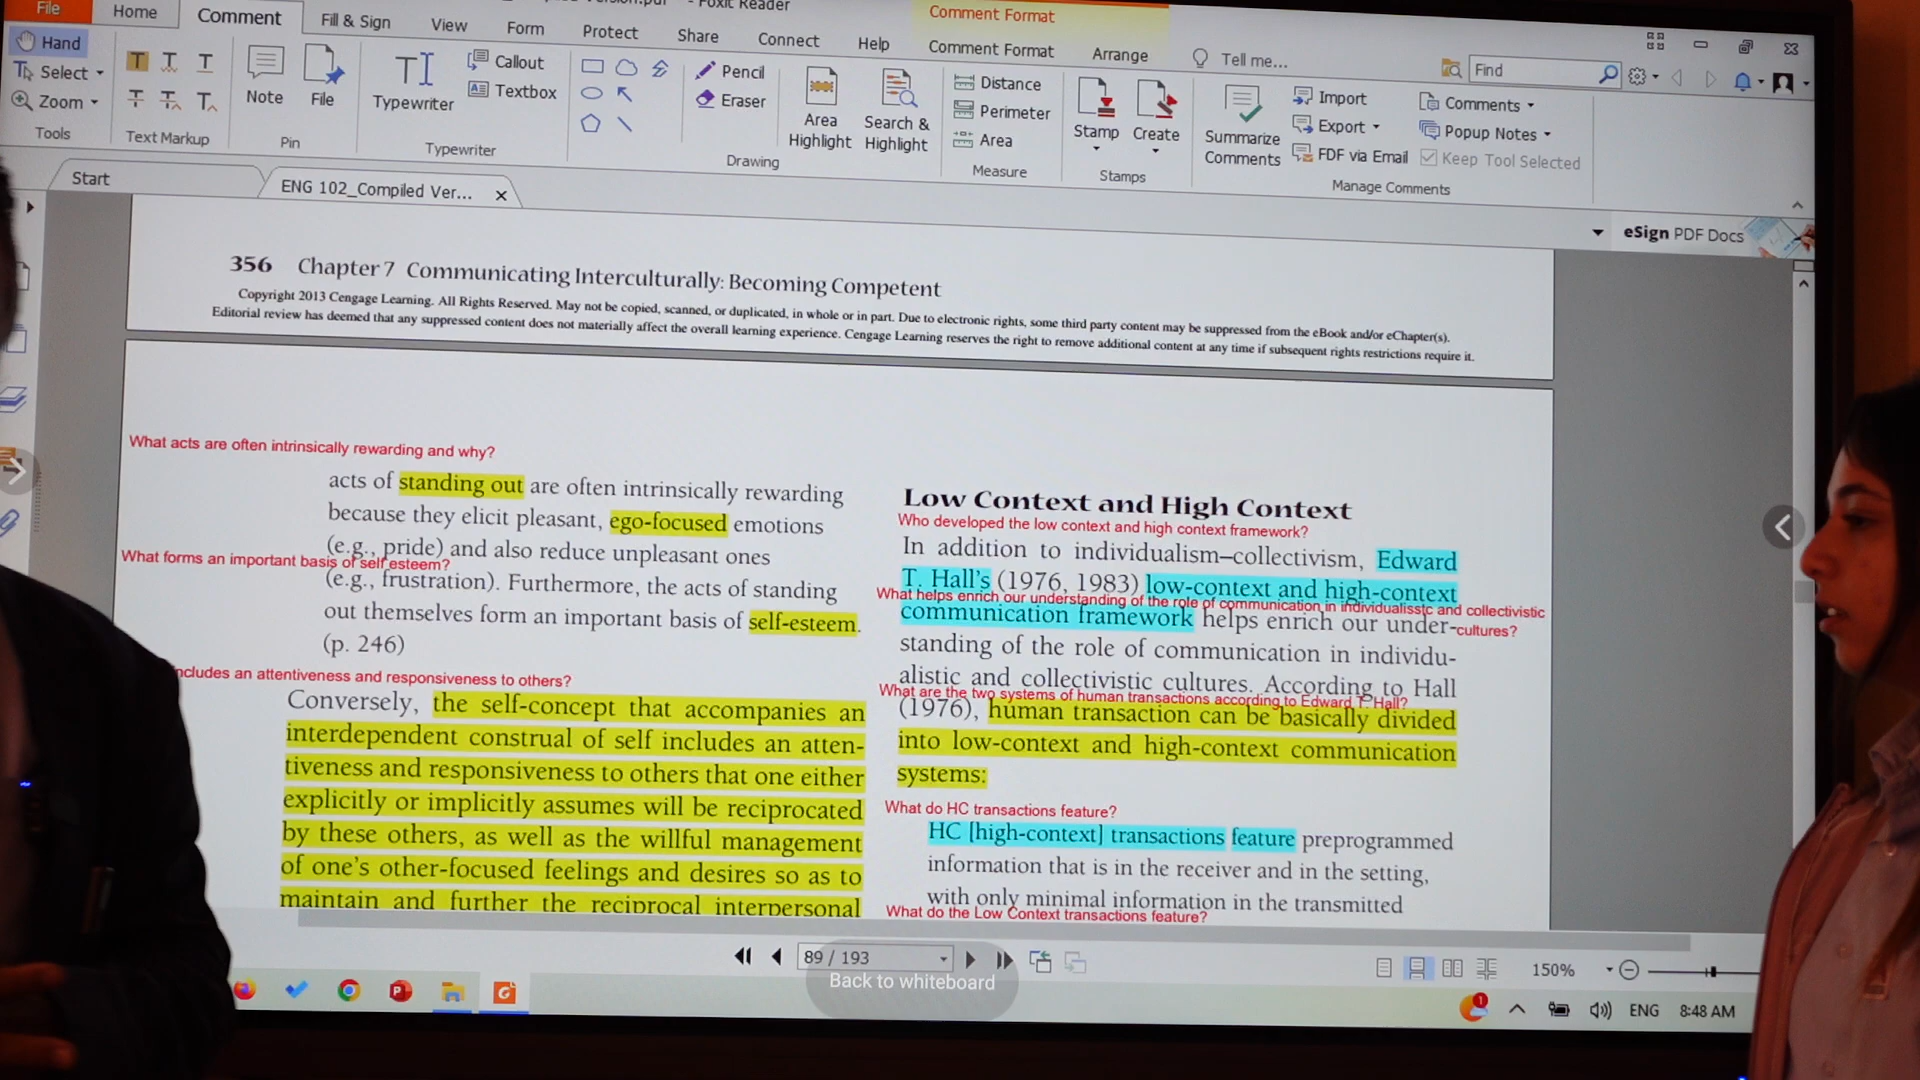 File
Home
Comment
Fill & Sign
View
Form
Protect
Share
Connect
Help
Comment Format
Comment Format
Arrange
Tell me...
Foxit Reader
Find
Hand
Select
Zoom
Tools
Text Markup
Note
File
Pin
Typewriter
Callout
Textbox
Typewriter
Pencil
Eraser
Area
Highlight
Search &
Highlight
Drawing
Distance
Perimeter
Area
Measure
Stamp
Create
Stamps
Summarize
Comments
Import
Export
FDF via Email
Comments
Popup Notes
Keep Tool Selected
Manage Comments
Start
ENG 102_Compiled Ver...
eSign PDF Docs
356 Chapter 7 Communicating Interculturally: Becoming Competent
Copyright 2013 Cengage Learning. All Rights Reserved. May not be copied, scanned, or duplicated, in whole or in part. Due to electronic rights, some third party content may be suppressed from the eBook and/or eChapter(s).
Editorial review has deemed that any suppressed content does not materially affect the overall learning experience. Cengage Learning reserves the right to remove additional content at any time if subsequent rights restrictions require it.
What acts are often intrinsically rewarding and why?
acts of standing out are often intrinsically rewarding
because they elicit pleasant, ego-focused emotions
(e.g., pride) and also reduce unpleasant ones
What forms an important basis of self esteem?
(e.g., frustration). Furthermore, the acts of standing
out themselves form an important basis of self-esteem.
(p. 246)
includes an attentiveness and responsiveness to others?
Conversely, the self-concept that accompanies an
interdependent construal of self includes an atten-
tiveness and responsiveness to others that one either
explicitly or implicitly assumes will be reciprocated
by these others, as well as the willful management
of one's other-focused feelings and desires so as to
maintain and further the reciprocal interpersonal
Low Context and High Context
Who developed the low context and high context framework?
In addition to individualism–collectivism, Edward
T. Hall's (1976, 1983) low-context and high-context
What helps enrich our understanding of the role of communication in individualisstc and collectivistic
cultures?
communication framework helps enrich our under-
standing of the role of communication in individu-
alistic and collectivistic cultures. According to Hall
What are the two systems of human transactions according to Edward T. Hall?
(1976), human transaction can be basically divided
into low-context and high-context communication
systems:
What do HC transactions feature?
HC [high-context] transactions feature preprogrammed
information that is in the receiver and in the setting,
with only minimal information in the transmitted
What do the Low Context transactions feature?
89 / 193
Back to whiteboard
150%
1
ENG
8:48 AM